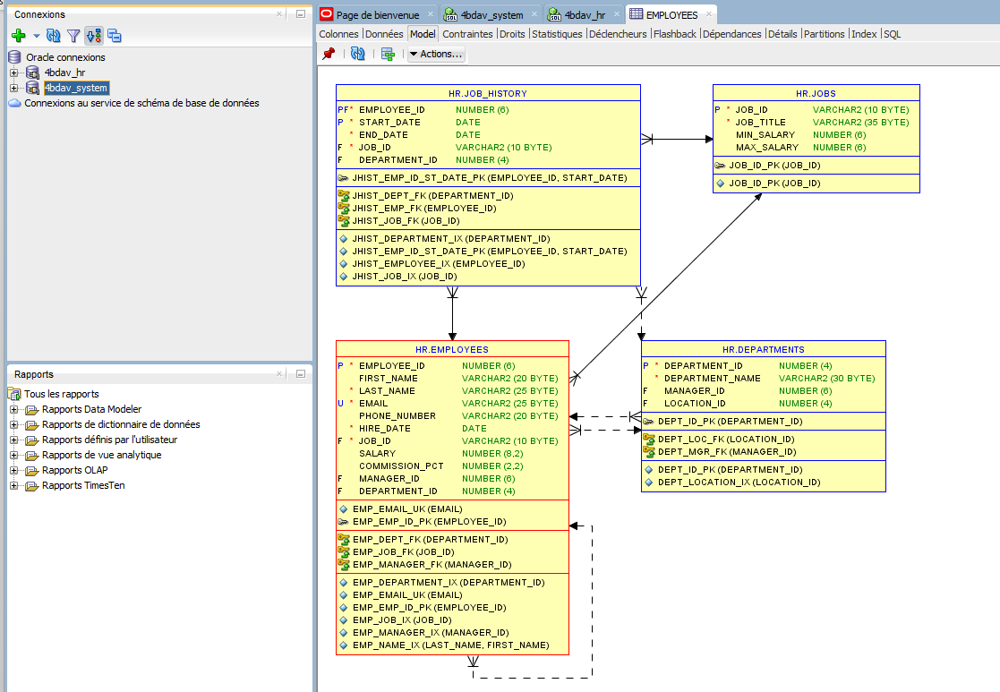 Connexions
Oracle connexions
4bdav_hr
4bdav_system
Connexions au service de schéma de base de données
Rapports
Tous les rapports
Rapports Data Modeler
Rapports de dictionnaire de données
Rapports définis par l'utilisateur
Rapports de vue analytique
Rapports OLAP
Rapports TimesTen
Page de bienvenue 4bdav_system 4bdav_hr EMPLOYEES
Colonnes Données Model Contraintes Droits Statistiques Déclencheurs Flashback Dépendances Détails Partitions Index SQL
Actions...
HR.JOB_HISTORY
PF* EMPLOYEE_ID NUMBER (6)
P * START_DATE DATE
* END_DATE DATE
F * JOB_ID VARCHAR2 (10 BYTE)
F DEPARTMENT_ID NUMBER (4)
JHIST_EMP_ID_ST_DATE_PK (EMPLOYEE_ID, START_DATE)
JHIST_DEPT_FK (DEPARTMENT_ID)
JHIST_EMP_FK (EMPLOYEE_ID)
JHIST_JOB_FK (JOB_ID)
JHIST_DEPARTMENT_IX (DEPARTMENT_ID)
JHIST_EMP_ID_ST_DATE_PK (EMPLOYEE_ID, START_DATE)
JHIST_EMPLOYEE_IX (EMPLOYEE_ID)
JHIST_JOB_IX (JOB_ID)
HR.JOBS
P * JOB_ID VARCHAR2 (10 BYTE)
* JOB_TITLE VARCHAR2 (35 BYTE)
MIN_SALARY NUMBER (6)
MAX_SALARY NUMBER (6)
JOB_ID_PK (JOB_ID)
JOB_ID_PK (JOB_ID)
HR.EMPLOYEES
P * EMPLOYEE_ID NUMBER (6)
FIRST_NAME VARCHAR2 (20 BYTE)
* LAST_NAME VARCHAR2 (25 BYTE)
U * EMAIL VARCHAR2 (25 BYTE)
PHONE_NUMBER VARCHAR2 (20 BYTE)
* HIRE_DATE DATE
F * JOB_ID VARCHAR2 (10 BYTE)
SALARY NUMBER (8,2)
COMMISSION_PCT NUMBER (2,2)
F MANAGER_ID NUMBER (6)
F DEPARTMENT_ID NUMBER (4)
EMP_EMAIL_UK (EMAIL)
EMP_EMP_ID_PK (EMPLOYEE_ID)
EMP_DEPT_FK (DEPARTMENT_ID)
EMP_JOB_FK (JOB_ID)
EMP_MANAGER_FK (MANAGER_ID)
EMP_DEPARTMENT_IX (DEPARTMENT_ID)
EMP_EMAIL_UK (EMAIL)
EMP_EMP_ID_PK (EMPLOYEE_ID)
EMP_JOB_IX (JOB_ID)
EMP_MANAGER_IX (MANAGER_ID)
EMP_NAME_IX (LAST_NAME, FIRST_NAME)
HR.DEPARTMENTS
P * DEPARTMENT_ID NUMBER (4)
* DEPARTMENT_NAME VARCHAR2 (30 BYTE)
F MANAGER_ID NUMBER (6)
F LOCATION_ID NUMBER (4)
DEPT_ID_PK (DEPARTMENT_ID)
DEPT_LOC_FK (LOCATION_ID)
DEPT_MGR_FK (MANAGER_ID)
DEPT_ID_PK (DEPARTMENT_ID)
DEPT_LOCATION_IX (LOCATION_ID)